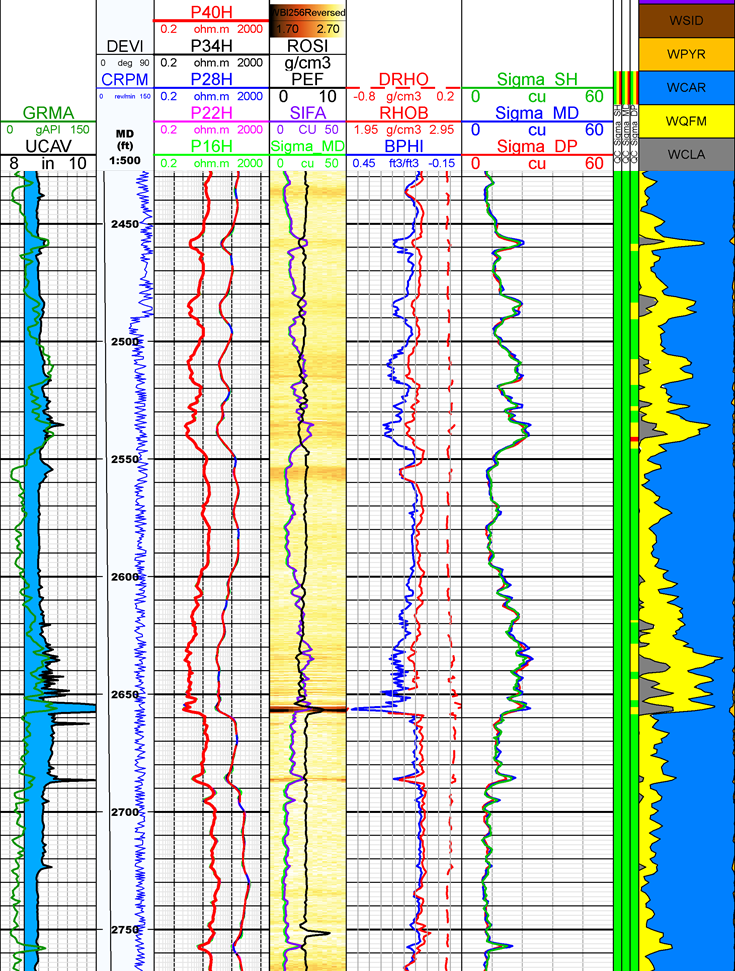 GRMA
0 gAPI 150
UCAV
8 in 10
DEVI
0 deg 90
CRPM
0 rev/min 150
MD
(ft)
1:500
P40H
0.2 ohm.m 2000
P34H
0.2 ohm.m 2000
P28H
0.2 ohm.m 2000
P22H
0.2 ohm.m 2000
P16H
0.2 ohm.m 2000
WBI256Reversed
1.70 2.70
ROSI
g/cm3
PEF
0 10
SIFA
0 CU 50
Sigma_MD
0 cu 50
DRHO
-0.8 g/cm3 0.2
RHOB
1.95 g/cm3 2.95
BPHI
0.45 ft3/ft3 -0.15
Sigma_SH
0 cu 60
Sigma_MD
0 cu 60
Sigma_DP
0 cu 60
QC_Sigma_SH
QC_Sigma_MD
QC_Sigma_DP
WSID
WPYR
WCAR
WQFM
WCLA
2450
2500
2550
2600
2650
2700
2750